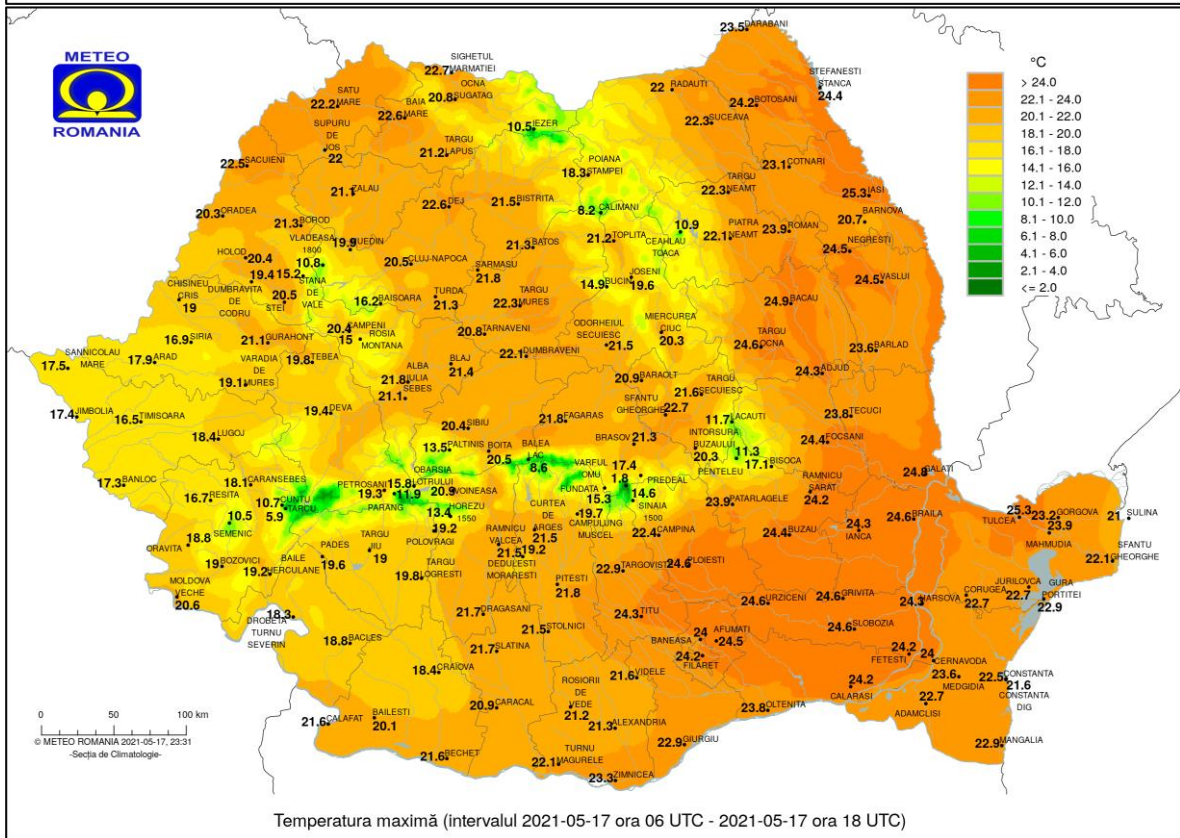 METEO
ROMANIA
°C
> 24.0
22.1 - 24.0
20.1 - 22.0
18.1 - 20.0
16.1 - 18.0
14.1 - 16.0
12.1 - 14.0
10.1 - 12.0
8.1 - 10.0
6.1 - 8.0
4.1 - 6.0
2.1 - 4.0
<= 2.0
23.5 DARABANI
SIGHETUL
22.7 MARMATIEI
OCNA
20.8 SUGATAG
22 RADAUTI
STEFANESTI
STANCA
24.4
SATU
22.2 MARE
BAIA
22.6 MARE
24.2 BOTOSANI
22.3 SUCEAVA
10.5 IEZER
SUPURU
DE
JOS
22
TARGU
21.2 LAPUS
22.5 SACUIENI
POIANA
18.3 STAMPEI
23.1 COTNARI
21.1 ZALAU
22.6 DEJ
21.5 BISTRITA
8.2 CALIMANI
TARGU
22.3 NEAMT
25.3 IASI
20.3 ORADEA
21.3 BOROD
BARNOVA
20.7
VLADEASA
1800
10.8
19.9 HUEDIN
21.3 BATOS
21.2 TOPLITA
10.9
CEAHLAU
TOACA
PIATRA
22.1 NEAMT
23.9 ROMAN
NEGRESTI
24.5
HOLOD
20.4
19.4
DUMBRAVITA
DE
CODRU
15.2
STANA
DE
VALE
20.5 CLUJ-NAPOCA
SARMASU
21.8
14.9 BUCIN
JOSENI
19.6
24.5 VASLUI
CHISINEU
CRIS
19
20.5
STEI
16.2 BAISOARA
TURDA
21.3
TARGU
22.3 MURES
24.9 BACAU
16.9 SIRIA
21.1 GURAHONT
20.4 CAMPENI
15 ROSIA
MONTANA
20.8 TARNAVENI
ODORHEIUL
SECUIESC
21.5
MIERCUREA
CIUC
20.3
TARGU
24.6 OCNA
23.6 BARLAD
SANNICOLAU
MARE
17.5
17.9 ARAD
VARADIA
DE
19.1 MURES
19.8 TEBEA
22.1 DUMBRAVENI
BLAJ
21.4
24.3 ADJUD
ALBA
21.8 IULIA
21.1 SEBES
20.9 BARAOLT
TARGU
21.6 SECUIESC
17.4 JIMBOLIA
16.5 TIMISOARA
19.4 DEVA
SFANTU
GHEORGHE 22.7
11.7 LACAUTI
23.8 TECUCI
18.4 LUGOJ
20.4 SIBIU
21.8 FAGARAS
BRASOV 21.3
INTORSURA
BUZAULUI
20.3
11.3
PENTELEU
17.1 BISOCA
24.4 FOCSANI
13.5 PALTINIS
BOITA
20.5
BALEA
LAC
8.6
VARFUL
OMU
17.4
1.8
PREDEAL
24.8 GALATI
17.3 BANLOC
18.1 CARANSEBES
16.7 RESITA
10.7 CUNTU
5.9 TARCU
PETROSANI
19.3
11.9
PARANG
OBARSIA
15.8 LOTRULUI
20.9 VOINEASA
FUNDATA
15.3
14.6
SINAIA
1500
RAMNICU
SARAT
24.2
10.5
SEMENIC
13.4 HOREZU
1550
19.2
POLOVRAGI
CURTEA
DE
ARGES
21.5
19.7
CAMPULUNG
MUSCEL
23.9 PATARLAGELE
24.6 BRAILA
25.3
TULCEA
23.2 GORGOVA
23.9
MAHMUDIA
21 SULINA
18.8
ORAVITA
PADES
19.6
TARGU
JIU
19
RAMNICU
VALCEA
21.5
19.2
DEDULESTI
MORARESTI
22.4 CAMPINA
24.4 BUZAU
24.3
IANCA
SFANTU
22.1 GHEORGHE
19 BOZOVICI
BAILE
19.2 HERCULANE
TARGU
19.8 LOGRESTI
PITESTI
21.8
22.9 TARGOVISTE
24.6 PLOIESTI
MOLDOVA
VECHE
20.6
JURILOVCA
22.7
GURA
PORTITEI
22.9
CORUGEA
22.7
18.3
DROBETA
TURNU
SEVERIN
21.7 DRAGASANI
24.3 TITU
24.6 URZICENI
24.6 GRIVITA
24.3 HARSOVA
21.5 STOLNICI
18.8 BACLES
21.7 SLATINA
BANEASA
24
AFUMATI
24.5
24.2
FILARET
24.6 SLOBOZIA
24.2
FETESTI
24
CERNAVODA
18.4 CRAIOVA
21.6 VIDELE
23.6
MEDGIDIA
22.5 CONSTANTA
21.6
CONSTANTA
DIG
24.2
CALARASI
22.7
ADAMCLISI
20.9 CARACAL
ROSIORII
DE
VEDE
21.2
23.8 OLTENITA
21.6 CALAFAT
BAILESTI
20.1
21.3 ALEXANDRIA
22.9 GIURGIU
22.9 MANGALIA
21.6 BECHET
TURNU
22.1 MAGURELE
23.3 ZIMNICEA
0 50 100 km
© METEO ROMANIA 2021-05-17, 23:31
-Secția de Climatologie-
Temperatura maximă (intervalul 2021-05-17 ora 06 UTC - 2021-05-17 ora 18 UTC)